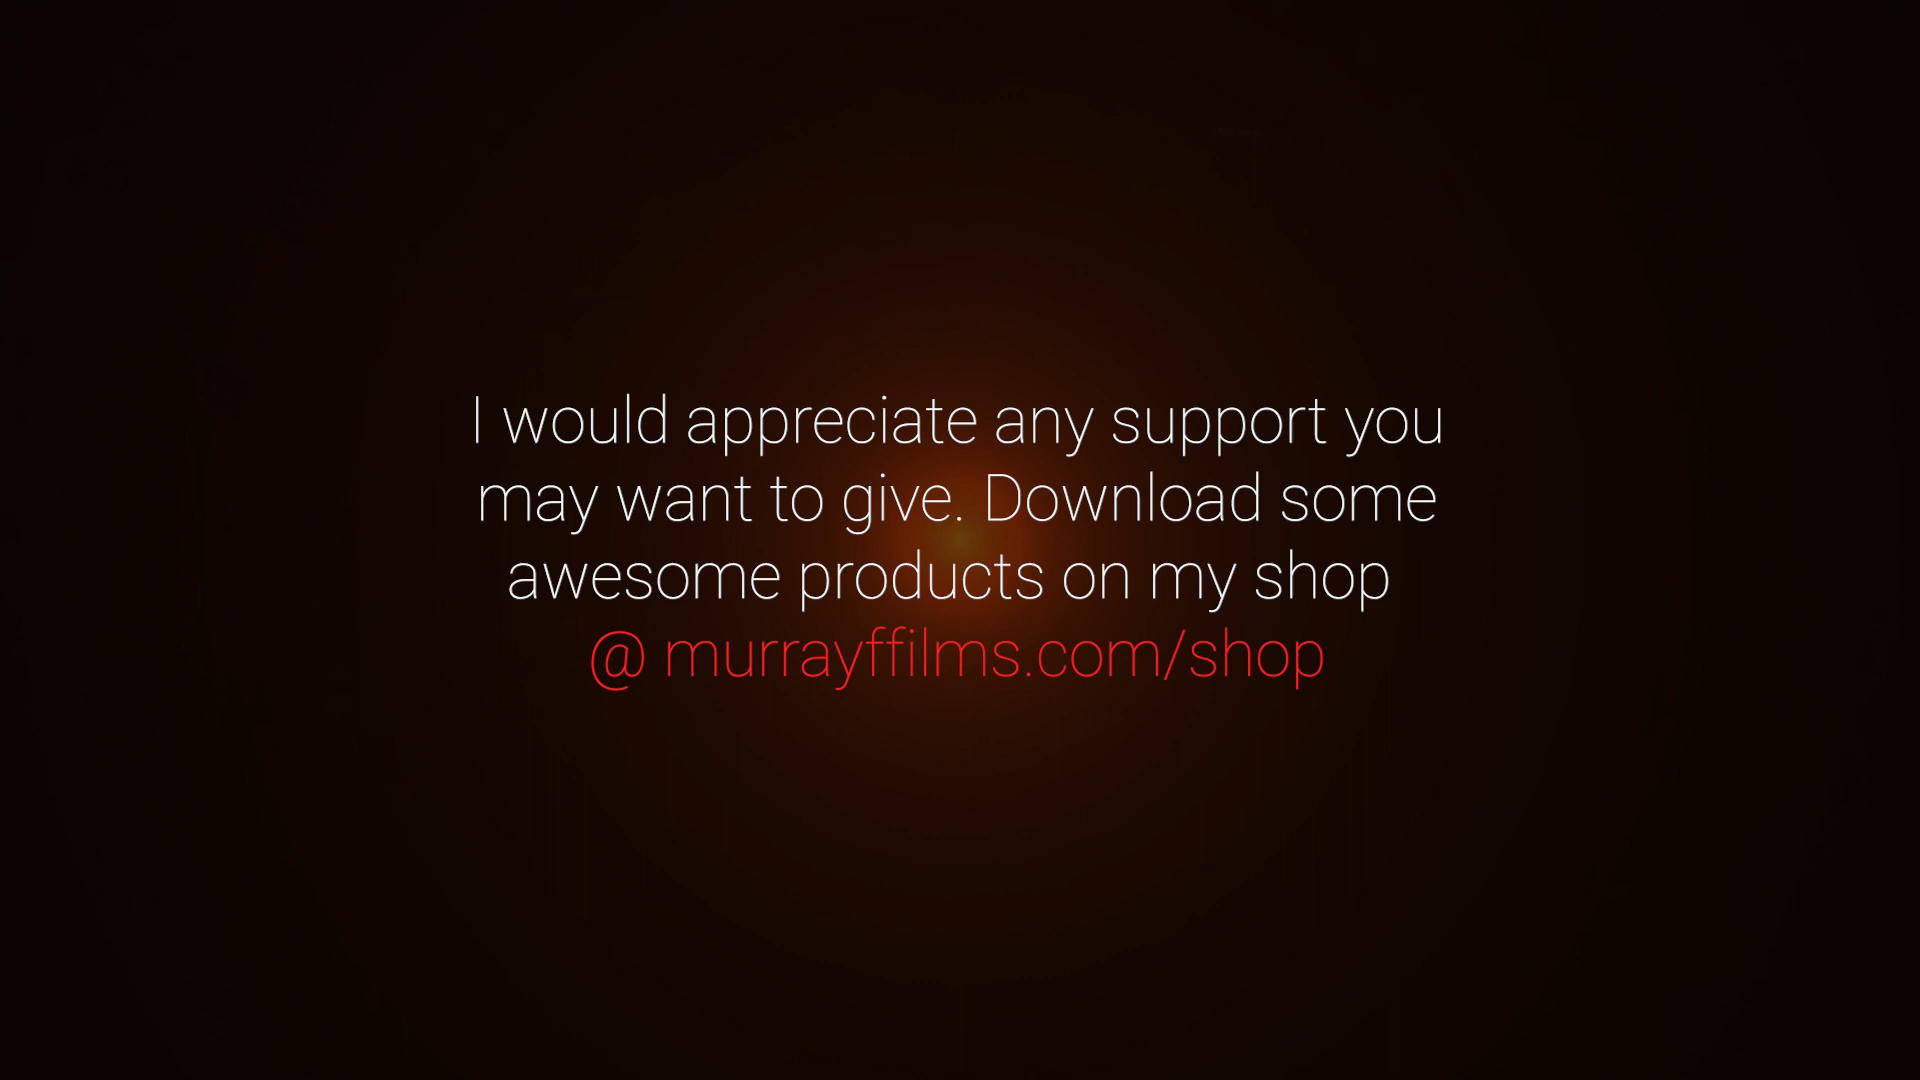 I would appreciate any support you
may want to give. Download some
awesome products on my shop
@ murrayffilms.com/shop